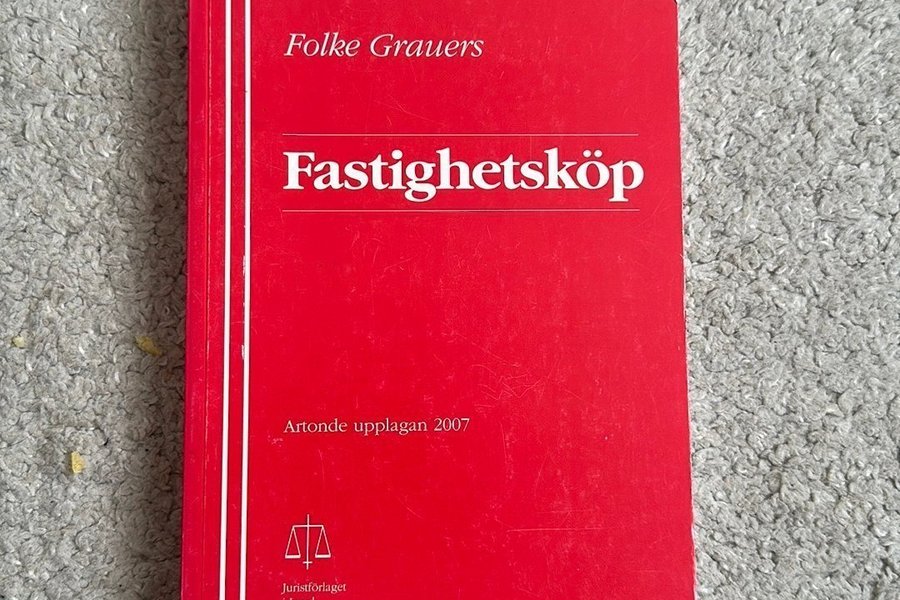 Folke Grauers
Fastighetsköp
Artonde upplagan 2007
Juristförlaget